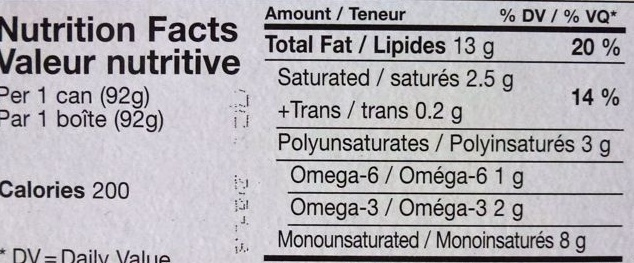 Nutrition Facts
Valeur nutritive
Per 1 can (92g)
Par 1 boîte (92g)
Calories 200
* DV = Daily Value
Amount / Teneur % DV / % VQ*
Total Fat / Lipides 13 g 20 %
Saturated / saturés 2.5 g
14 %
+Trans / trans 0.2 g
Polyunsaturates / Polyinsaturés 3 g
Omega-6 / Oméga-6 1 g
Omega-3 / Oméga-3 2 g
Monounsaturated / Monoinsaturés 8 g